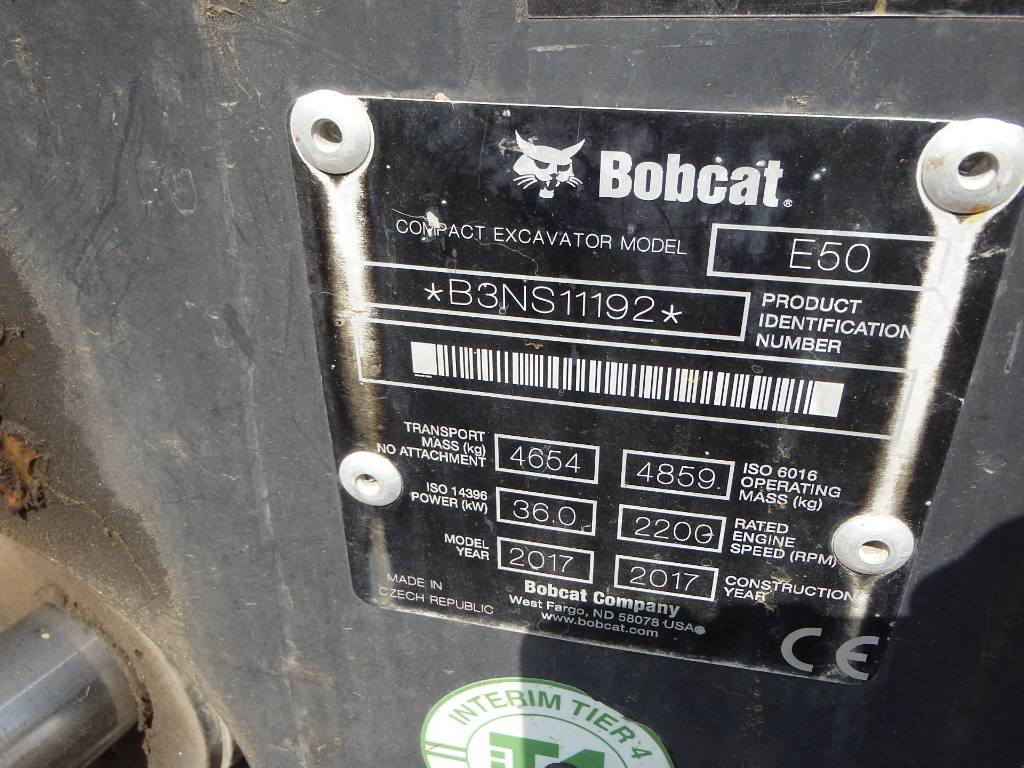 Bobcat®
COMPACT EXCAVATOR MODEL E50
*B3NS11192*
PRODUCT
IDENTIFICATION
NUMBER
TRANSPORT
MASS (kg)
NO ATTACHMENT
4654
4859
ISO 6016
OPERATING
MASS (kg)
ISO 14396
POWER (kW)
36.0
2200
RATED
ENGINE
SPEED (RPM)
MODEL
YEAR
2017
2017
CONSTRUCTION
YEAR
MADE IN
CZECH REPUBLIC
Bobcat Company
West Fargo, ND 58078 USA
www.bobcat.com
CE
INTERIM TIER 4
T4